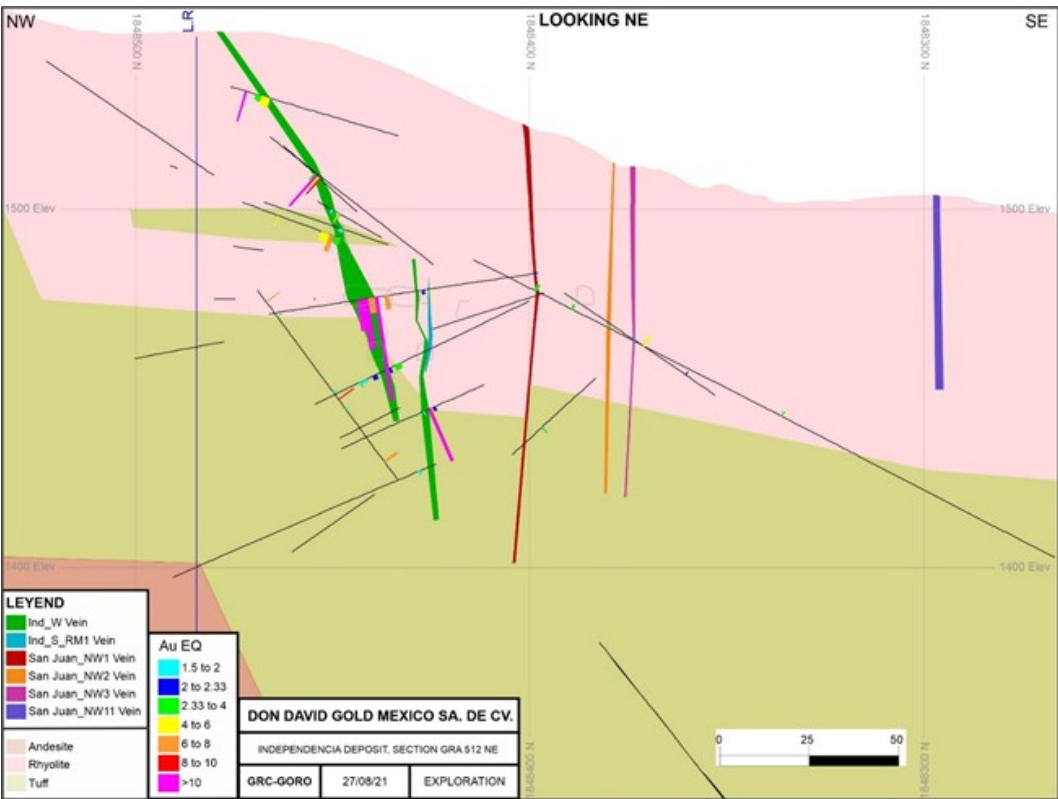 NW
L.R
LOOKING NE
SE
1848500 N
1848400 N
1848300 N
1500 Elev
1500 Elev
1400 Elev
LEYEND
Ind_W Vein
Ind_S_RM1 Vein
San Juan_NW1 Vein
San Juan_NW2 Vein
San Juan_NW3 Vein
San Juan_NW11 Vein
Andesite
Rhyolite
Tuff
Au EQ
1.5 to 2
2 to 2.33
2.33 to 4
4 to 6
6 to 8
8 to 10
>10
DON DAVID GOLD MEXICO SA. DE CV.
INDEPENDENCIA DEPOSIT, SECTION GRA 512 NE
GRC-GORO 27/08/21 EXPLORATION
0 25 50
1848400 N
1848300 N